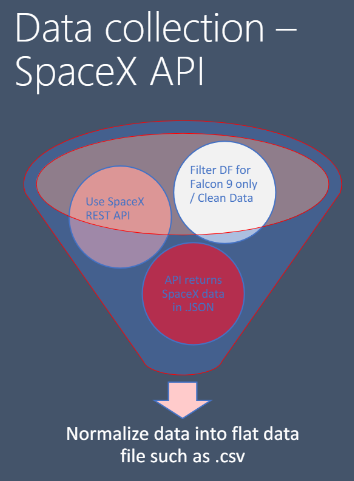 Data collection –
SpaceX API
Filter DF for
Falcon 9 only
/ Clean Data
Use SpaceX
REST API
API returns
SpaceX data
in .JSON
Normalize data into flat data
file such as .csv